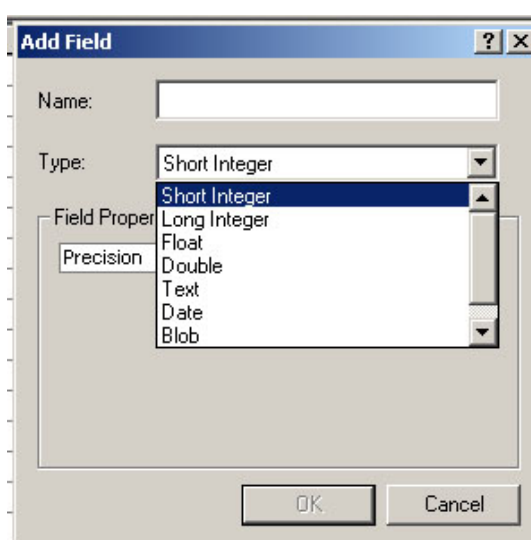 Add Field
Name:
Type: Short Integer
Short Integer
Long Integer
Field Proper
Float
Precision
Double
Text
Date
Blob
OK Cancel